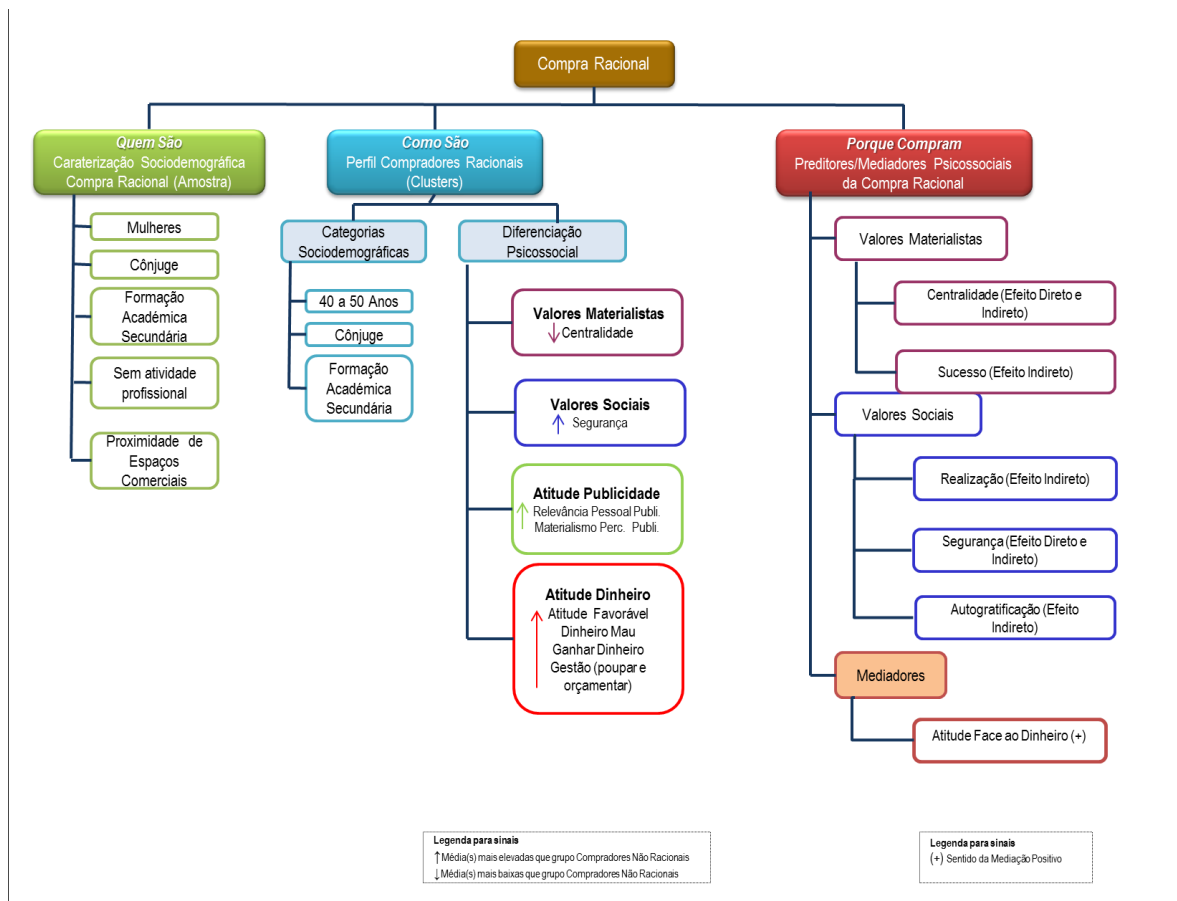 Compra Racional
Quem São
Caraterização Sociodemográfica
Compra Racional (Amostra)
Mulheres
Cônjuge
Formação
Académica
Secundária
Sem atividade
profissional
Proximidade de
Espaços
Comerciais
Como São
Perfil Compradores Racionais
(Clusters)
Categorias
Sociodemográficas
40 a 50 Anos
Cônjuge
Formação
Académica
Secundária
Diferenciação
Psicossocial
Valores Materialistas
↓ Centralidade
Valores Sociais
↑ Segurança
Atitude Publicidade
↑ Relevância Pessoal Publi.
Materialismo Perc. Publi.
Atitude Dinheiro
↑ Atitude Favorável
Dinheiro Mau
Ganhar Dinheiro
Gestão (poupar e
orçamentar)
Porque Compram
Preditores/Mediadores Psicossociais
da Compra Racional
Valores Materialistas
Centralidade (Efeito Direto e
Indireto)
Sucesso (Efeito Indireto)
Valores Sociais
Realização (Efeito Indireto)
Segurança (Efeito Direto e
Indireto)
Autogratificação (Efeito
Indireto)
Mediadores
Atitude Face ao Dinheiro (+)
Legenda para sinais
↑ Média(s) mais elevadas que grupo Compradores Não Racionais
↓ Média(s) mais baixas que grupo Compradores Não Racionais
Legenda para sinais
(+) Sentido da Mediação Positivo